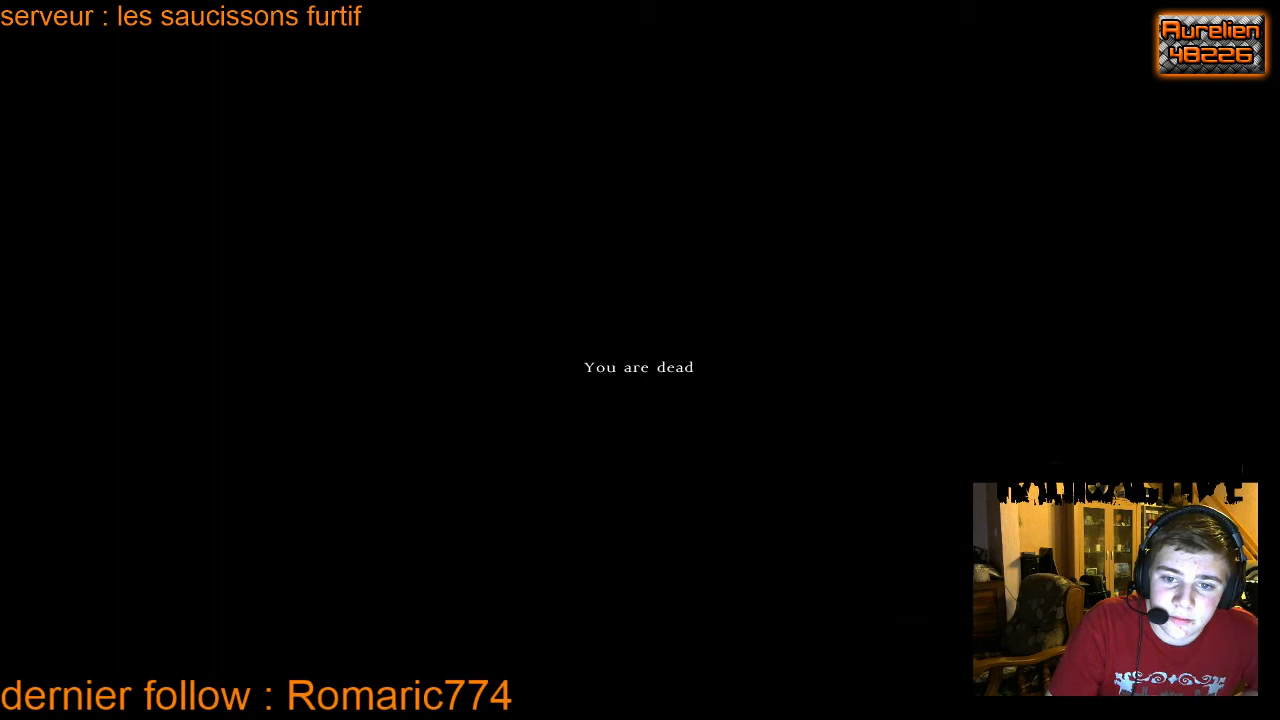 serveur : les saucissons furtif
Aurelien
48226
You are dead
dernier follow : Romaric774